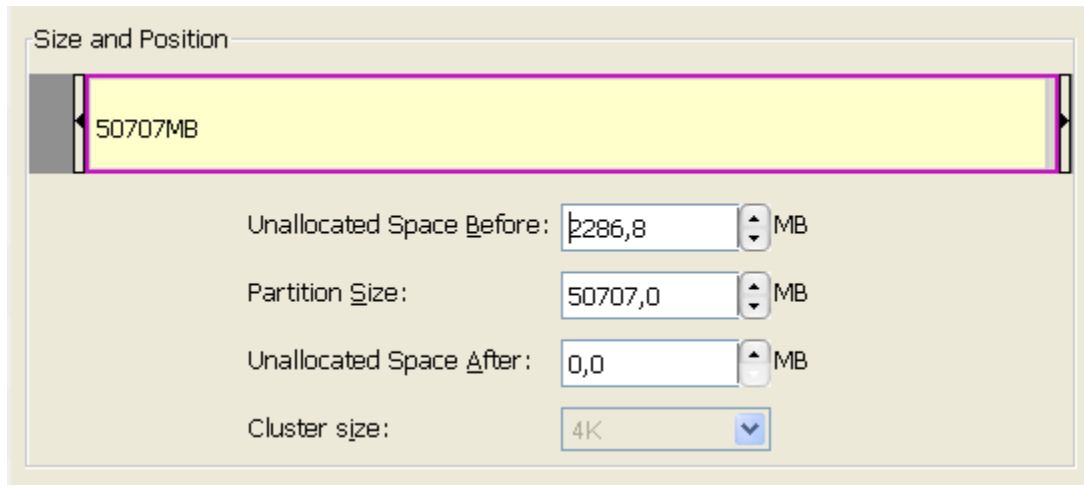 Size and Position
50707MB
Unallocated Space Before: 2286,8 MB
Partition Size: 50707,0 MB
Unallocated Space After: 0,0 MB
Cluster size: 4K